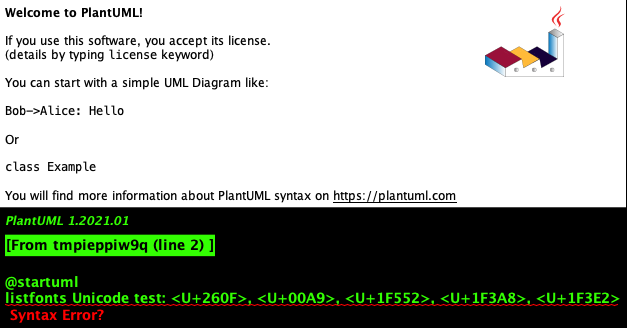 Welcome to PlantUML!
If you use this software, you accept its license.
(details by typing license keyword)
You can start with a simple UML Diagram like:
Bob->Alice: Hello
Or
class Example
You will find more information about PlantUML syntax on https://plantuml.com
PlantUML 1.2021.01
[From tmpieppiw9q (line 2) ]
@startuml
listfonts Unicode test: <U+260F>, <U+00A9>, <U+1F552>, <U+1F3A8>, <U+1F3E2>
Syntax Error?